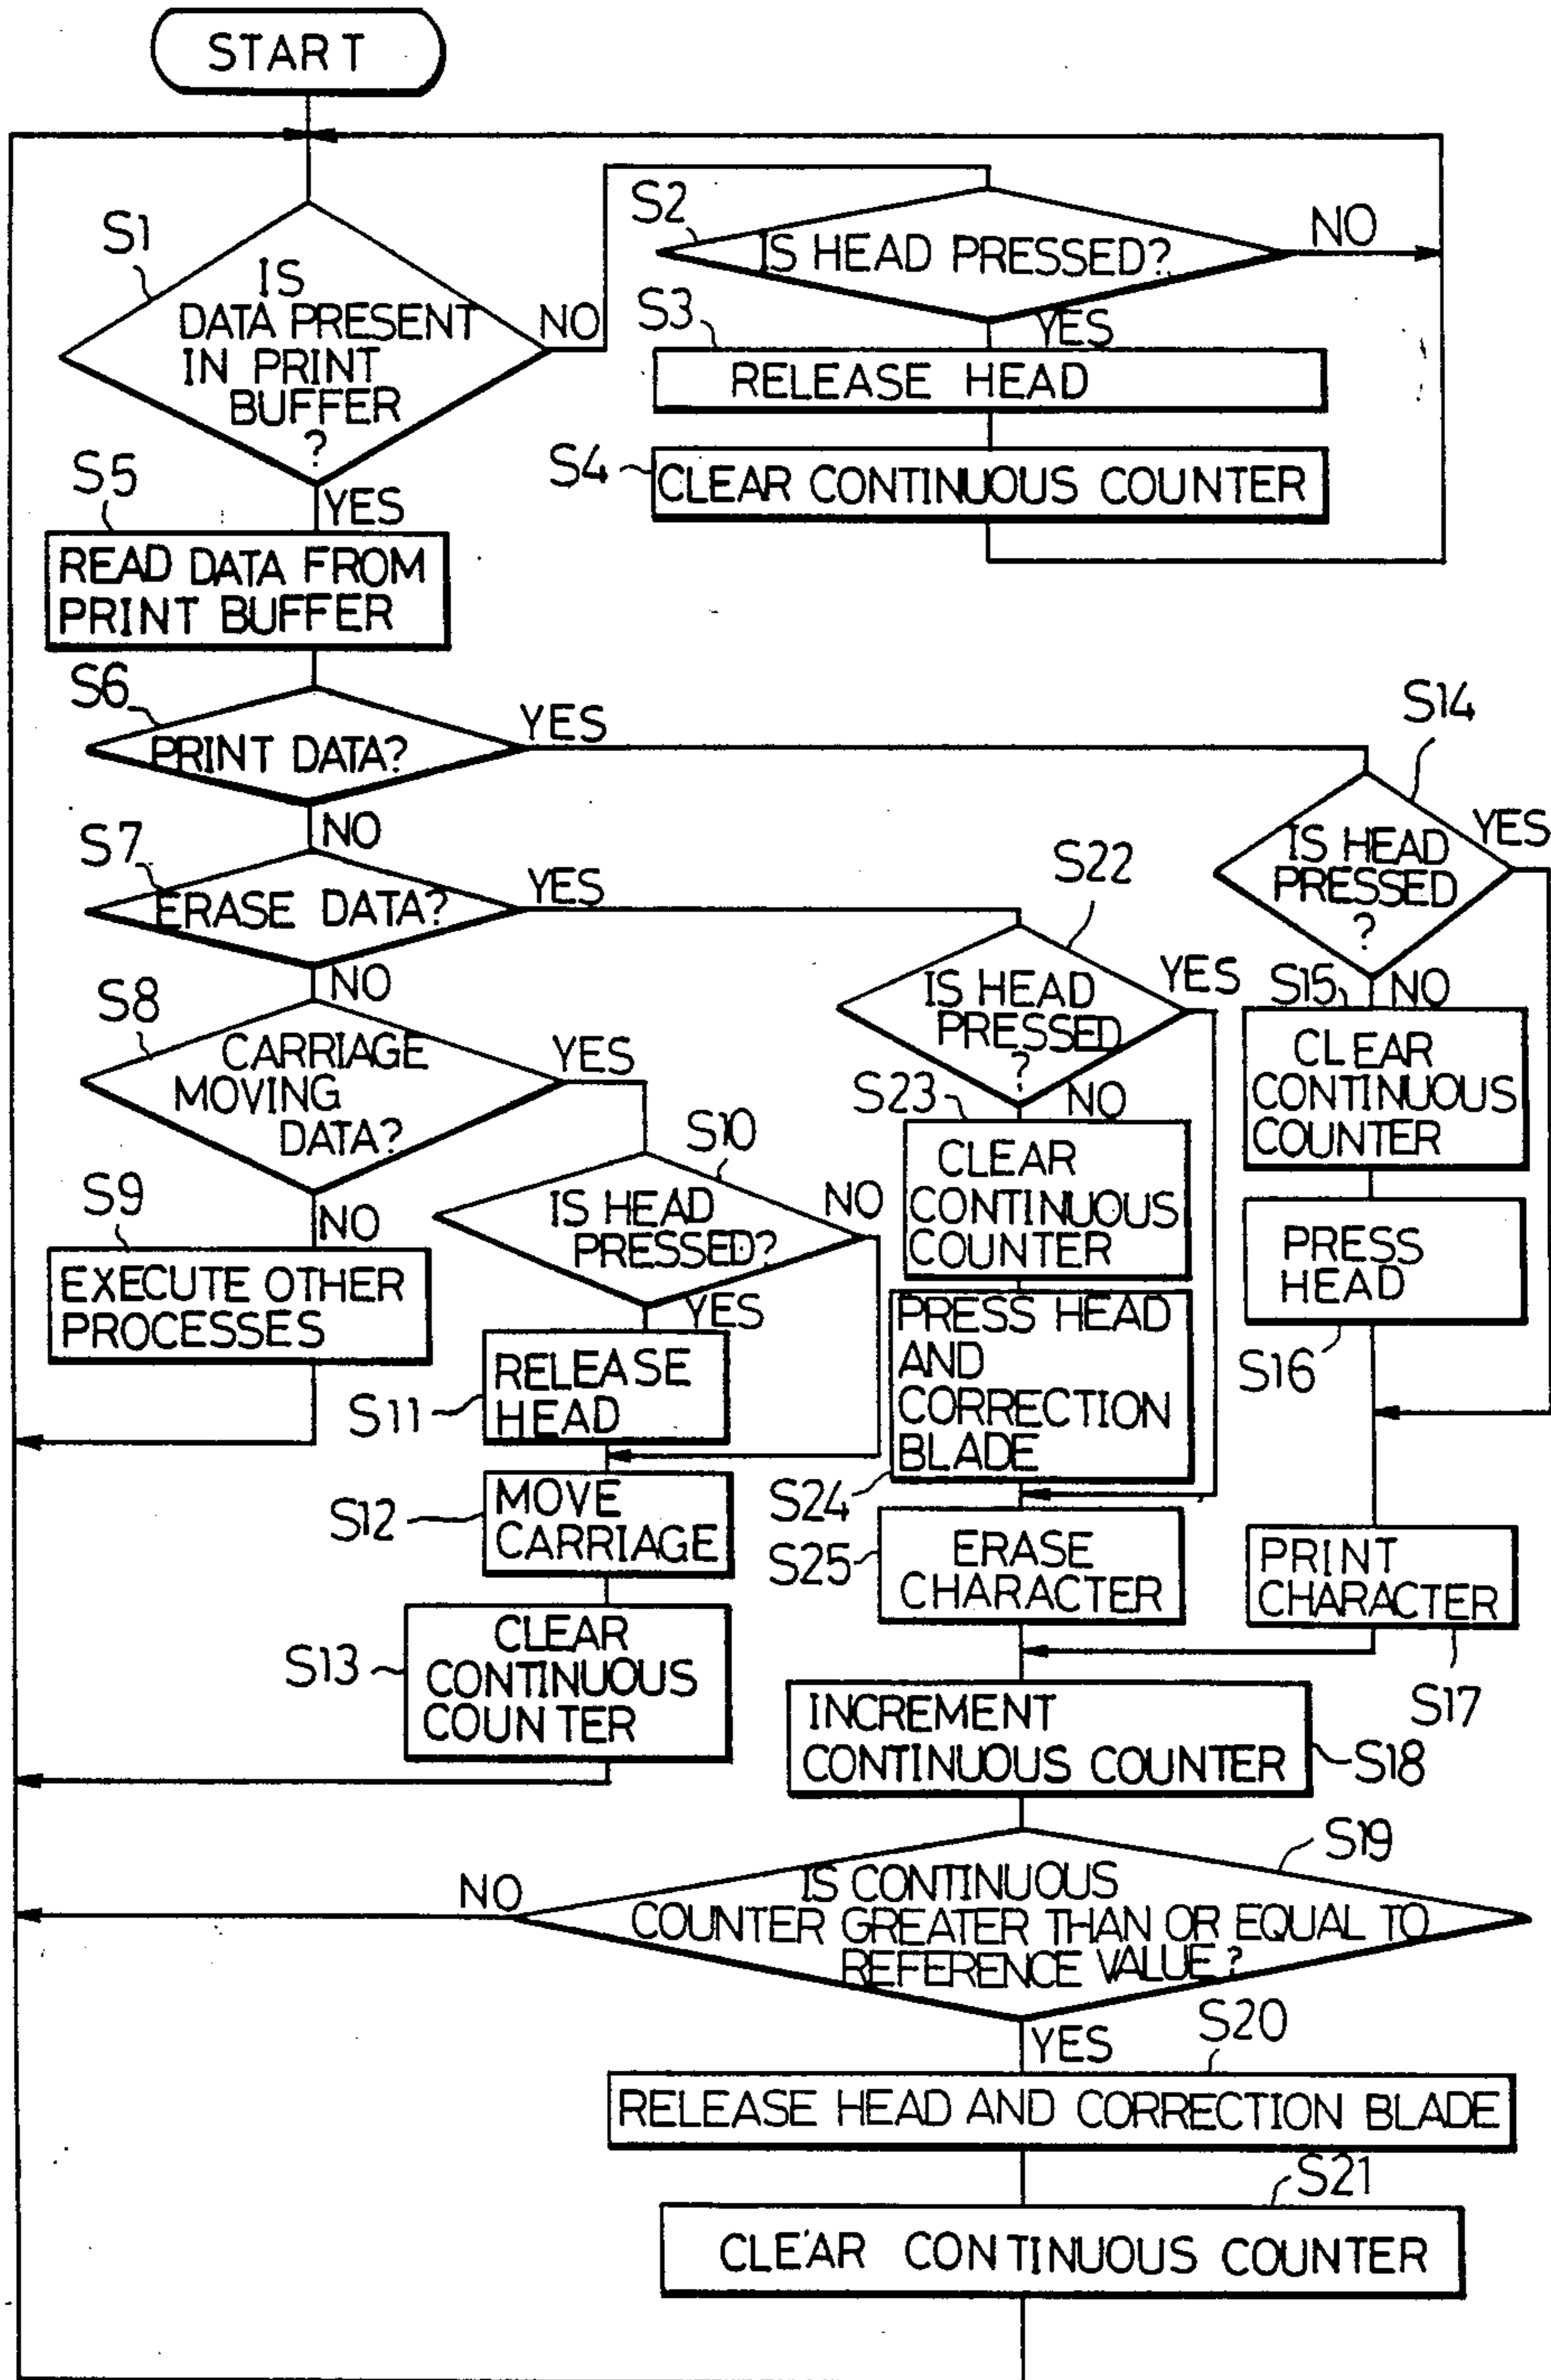 START
S1
IS
DATA PRESENT
IN PRINT
BUFFER
?
NO
YES
S2
IS HEAD PRESSED?
NO
YES
S3
RELEASE HEAD
S4
CLEAR CONTINUOUS COUNTER
S5
READ DATA FROM
PRINT BUFFER
S6
PRINT DATA?
YES
NO
S7
ERASE DATA?
YES
NO
S8
CARRIAGE
MOVING
DATA?
YES
NO
S9
EXECUTE OTHER
PROCESSES
S10
IS HEAD
PRESSED?
NO
YES
S11
RELEASE
HEAD
S12
MOVE
CARRIAGE
S13
CLEAR
CONTINUOUS
COUNTER
S22
IS HEAD
PRESSED
?
YES
NO
S23
CLEAR
CONTINUOUS
COUNTER
PRESS HEAD
AND
CORRECTION
BLADE
S24
S25
ERASE
CHARACTER
S14
IS HEAD
PRESSED
?
YES
NO
S15
CLEAR
CONTINUOUS
COUNTER
PRESS
HEAD
S16
PRINT
CHARACTER
S17
INCREMENT
CONTINUOUS COUNTER
S18
S19
IS CONTINUOUS
COUNTER GREATER THAN OR EQUAL TO
REFERENCE VALUE?
NO
YES
S20
RELEASE HEAD AND CORRECTION BLADE
S21
CLEAR CONTINUOUS COUNTER